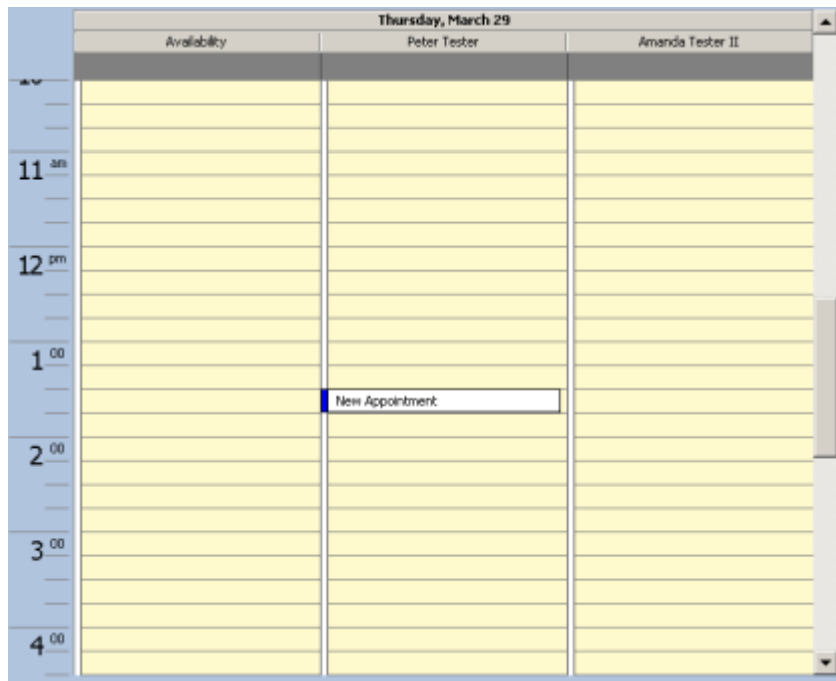 Thursday, March 29
Availability Peter Tester Amanda Tester II
10
11 am
12 pm
1 00
New Appointment
2 00
3 00
4 00